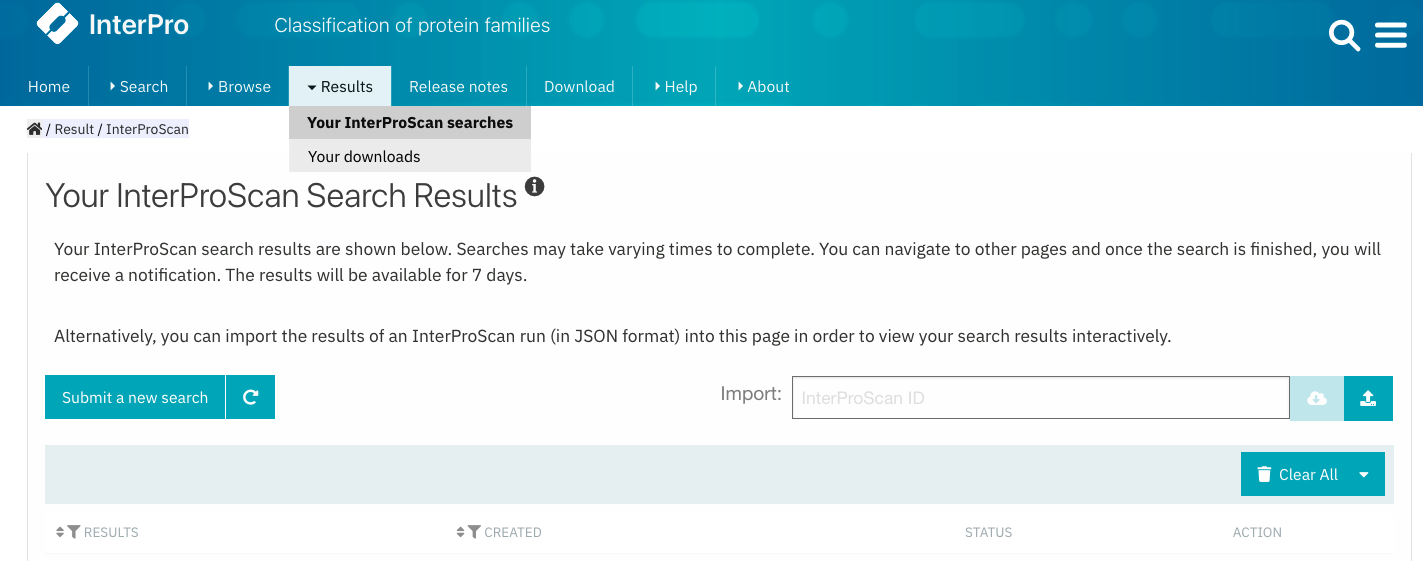 InterPro
Classification of protein families
Home
Search
Browse
Results
Release notes
Download
Help
About
Your InterProScan searches
Your downloads
/ Result / InterProScan
Your InterProScan Search Results
Your InterProScan search results are shown below. Searches may take varying times to complete. You can navigate to other pages and once the search is finished, you will
receive a notification. The results will be available for 7 days.
Alternatively, you can import the results of an InterProScan run (in JSON format) into this page in order to view your search results interactively.
Submit a new search
Import:
InterProScan ID
Clear All
RESULTS
CREATED
STATUS
ACTION